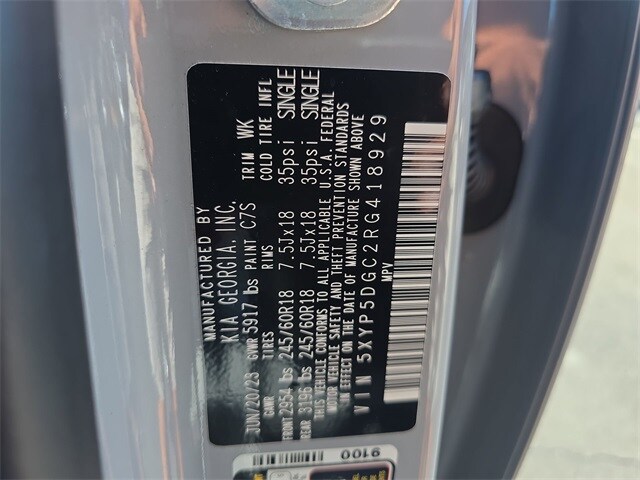 MANUFACTURED BY
KIA GEORGIA, INC.
JUN/20/23 GVWR 5917 lbs PAINT C7S TRIM WK
GAWR TIRES RIMS COLD TIRE INFL
FRONT 2954 lbs 245/60R18 7.5Jx18 35psi SINGLE
REAR 3196 lbs 245/60R18 7.5Jx18 35psi SINGLE
THIS VEHICLE CONFORMS TO ALL APPLICABLE U.S.A. FEDERAL
MOTOR VEHICLE SAFETY AND THEFT PREVENTION STANDARDS
IN EFFECT ON THE DATE OF MANUFACTURE SHOWN ABOVE
VIN 5XYP5DGC2RG418929
MPV
9100